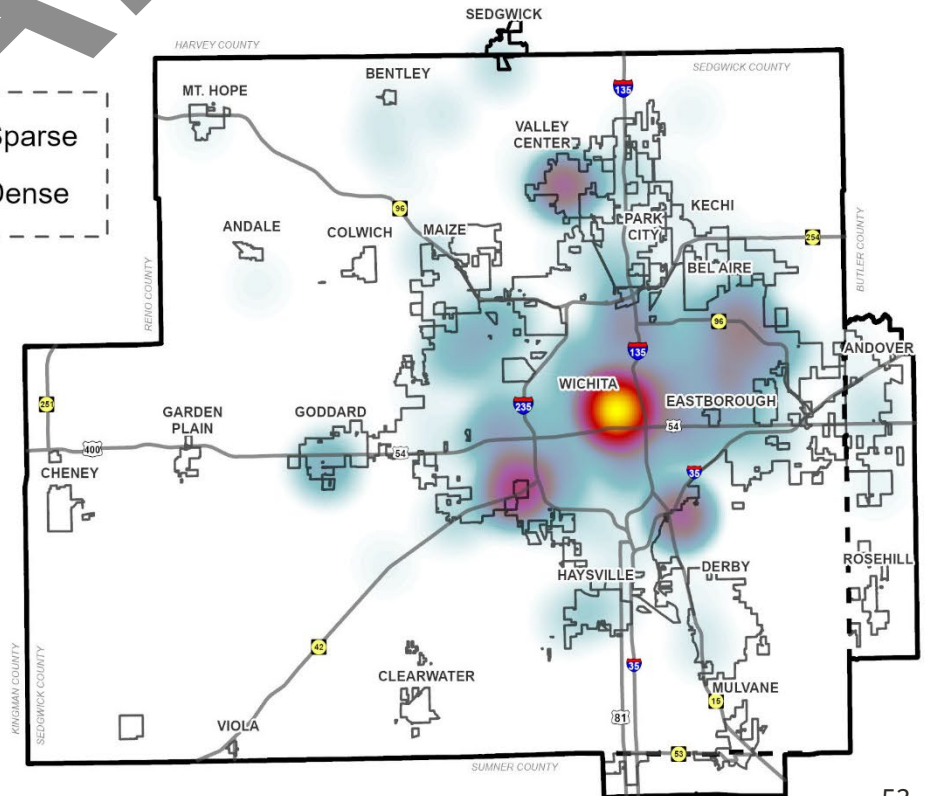 SEDGWICK
HARVEY COUNTY
SEDGWICK COUNTY
BENTLEY
MT. HOPE
135
Sparse
Dense
VALLEY
CENTER
96
KECHI
PARK
CITY
ANDALE
COLWICH
MAIZE
254
BEL AIRE
BUTLER COUNTY
RENO COUNTY
96
135
ANDOVER
WICHITA
251
235
EASTBOROUGH
GARDEN
PLAIN
GODDARD
54
400
54
CHENEY
35
HAYSVILLE
DERBY
ROSEHILL
42
35
KINGMAN COUNTY
SEDGWICK COUNTY
CLEARWATER
MULVANE
15
81
VIOLA
53
SUMNER COUNTY